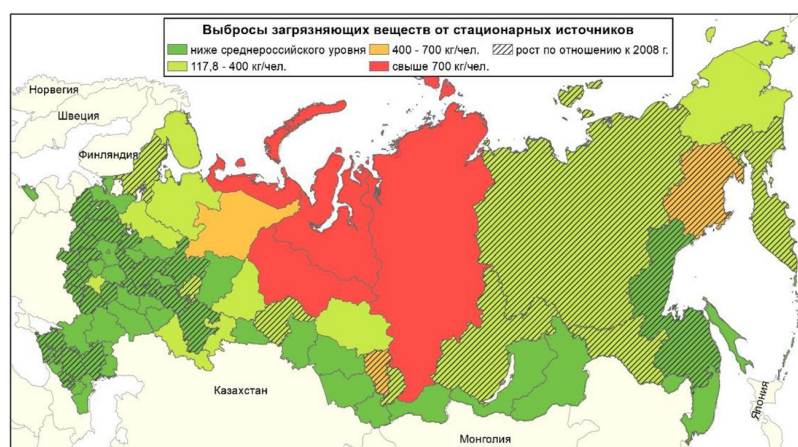 Выбросы загрязняющих веществ от стационарных источников
ниже среднероссийского уровня
400 - 700 кг/чел.
рост по отношению к 2008 г.
117,8 - 400 кг/чел.
свыше 700 кг/чел.
Норвегия
Швеция
Финляндия
Казахстан
Монголия
Япония